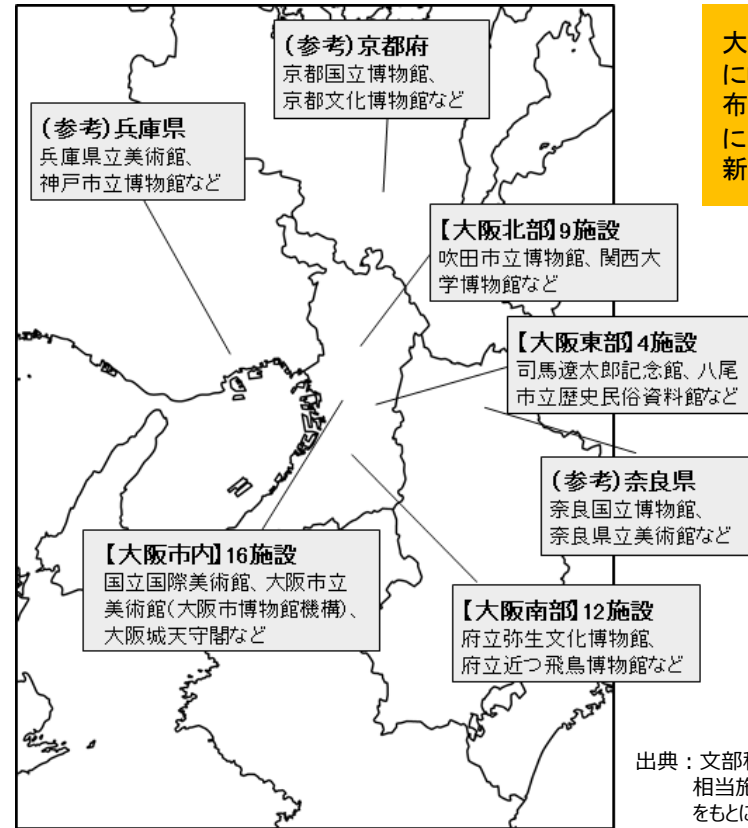 (参考)京都府
京都国立博物館、
京都文化博物館など
(参考)兵庫県
兵庫県立美術館、
神戸市立博物館など
【大阪北部】9施設
吹田市立博物館、関西大
学博物館など
【大阪東部】4施設
司馬遼太郎記念館、八尾
市立歴史民俗資料館など
(参考)奈良県
奈良国立博物館、
奈良県立美術館など
【大阪市内】16施設
国立国際美術館、大阪市立
美術館(大阪市博物館機構)、
大阪城天守閣など
【大阪南部】12施設
府立弥生文化博物館、
府立近つ飛鳥博物館など
大
に
布
に
新
出典：文部科
相当施
をもとに